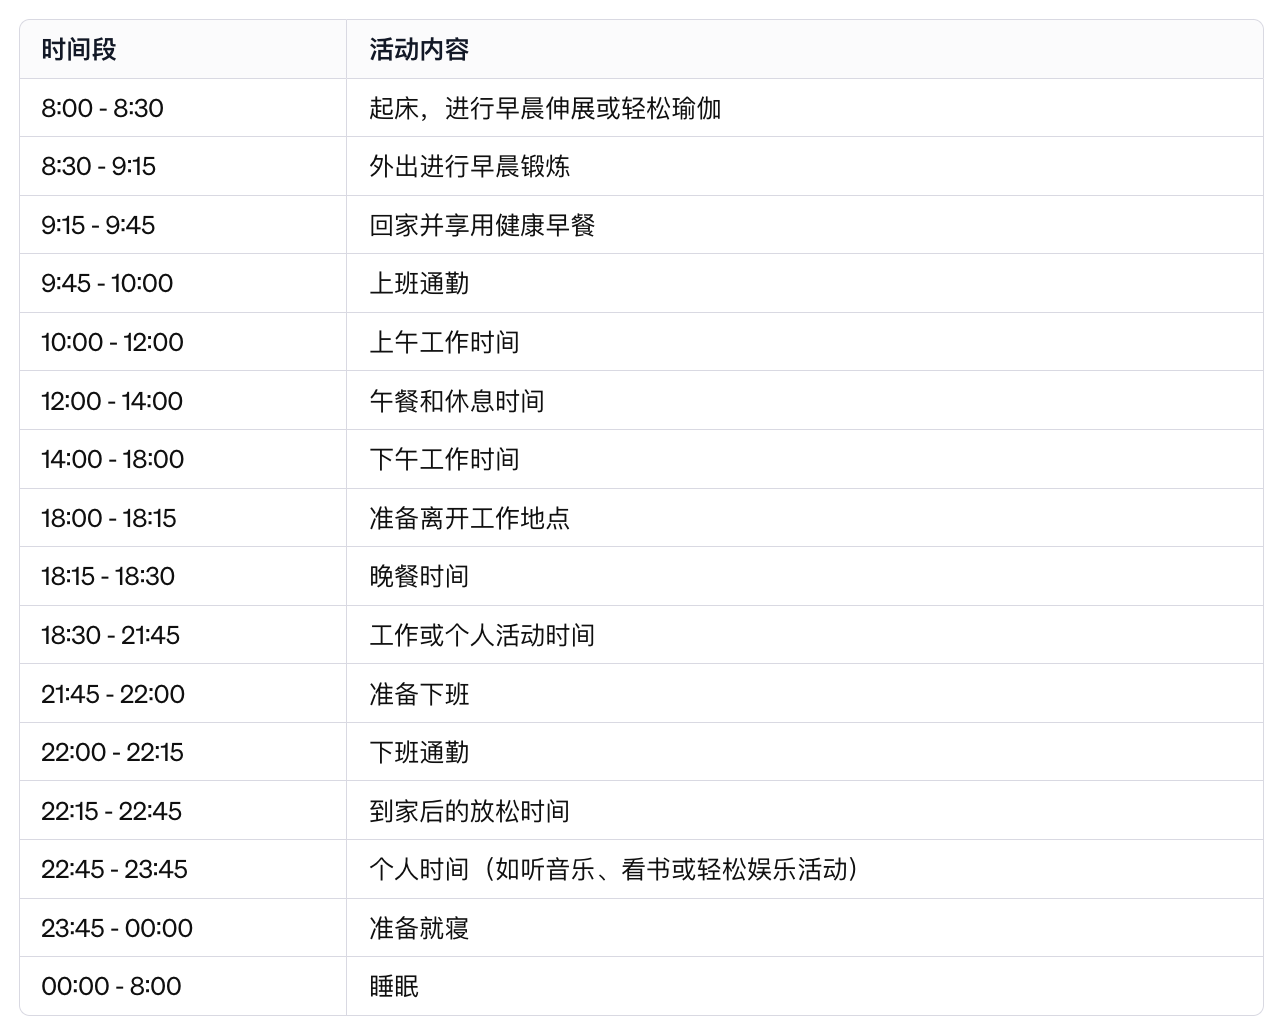 时间段 活动内容
8:00 - 8:30 起床，进行早晨伸展或轻松瑜伽
8:30 - 9:15 外出进行早晨锻炼
9:15 - 9:45 回家并享用健康早餐
9:45 - 10:00 上班通勤
10:00 - 12:00 上午工作时间
12:00 - 14:00 午餐和休息时间
14:00 - 18:00 下午工作时间
18:00 - 18:15 准备离开工作地点
18:15 - 18:30 晚餐时间
18:30 - 21:45 工作或个人活动时间
21:45 - 22:00 准备下班
22:00 - 22:15 下班通勤
22:15 - 22:45 到家后的放松时间
22:45 - 23:45 个人时间（如听音乐、看书或轻松娱乐活动）
23:45 - 00:00 准备就寝
00:00 - 8:00 睡眠